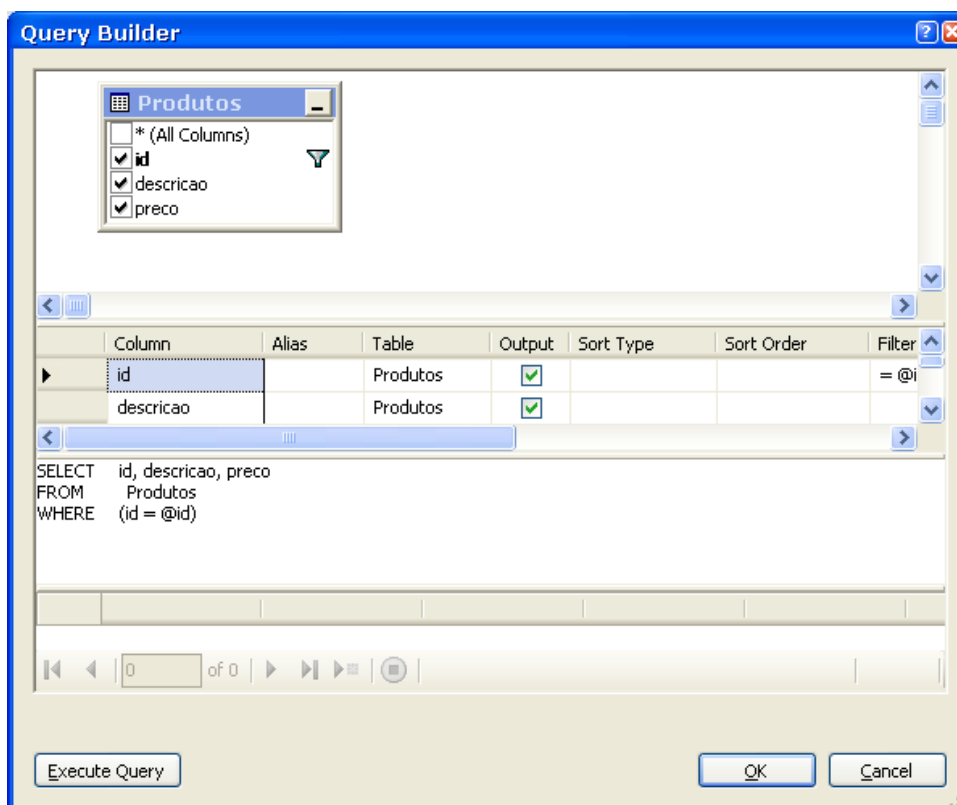 Query Builder
Produtos
* (All Columns)
id
descricao
preco
Column Alias Table Output Sort Type Sort Order Filter
id Produtos = @i
descricao Produtos
SELECT id, descricao, preco
FROM Produtos
WHERE (id = @id)
0 of 0
Execute Query OK Cancel